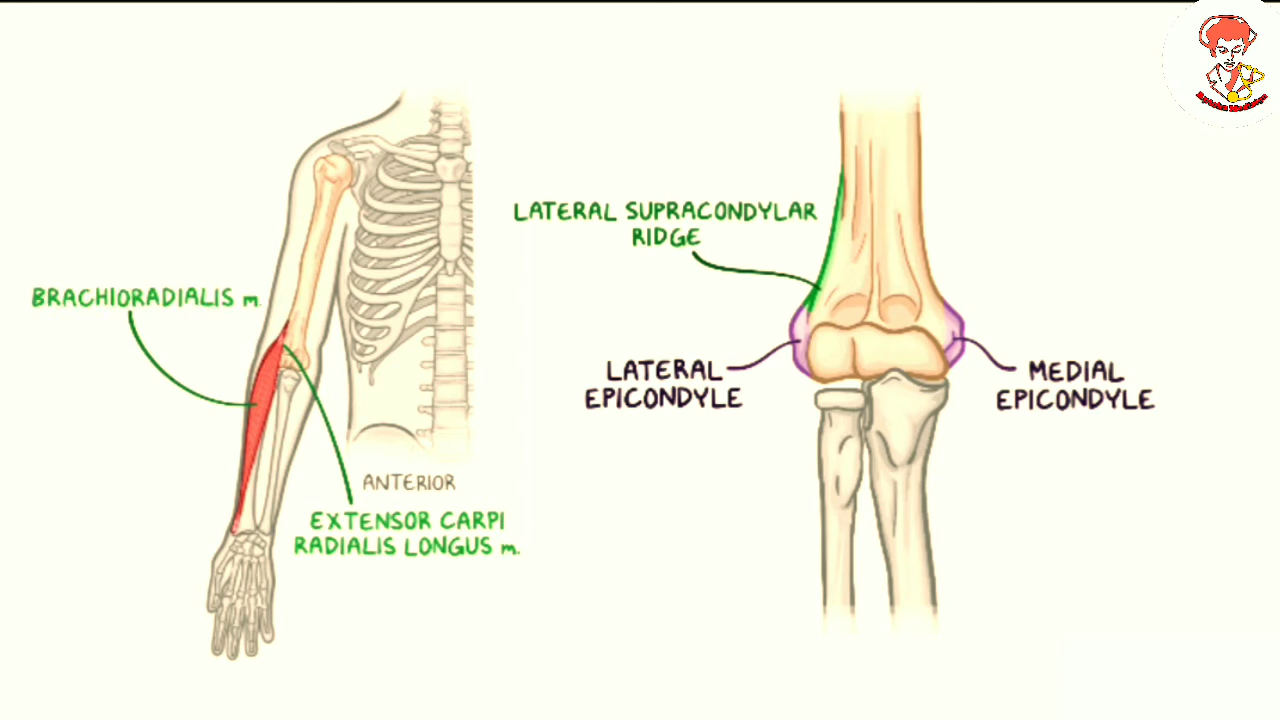 BRACHIORADIALIS m.
ANTERIOR
EXTENSOR CARPI
RADIALIS LONGUS m.
LATERAL SUPRACONDYLAR
RIDGE
LATERAL
EPICONDYLE
MEDIAL
EPICONDYLE